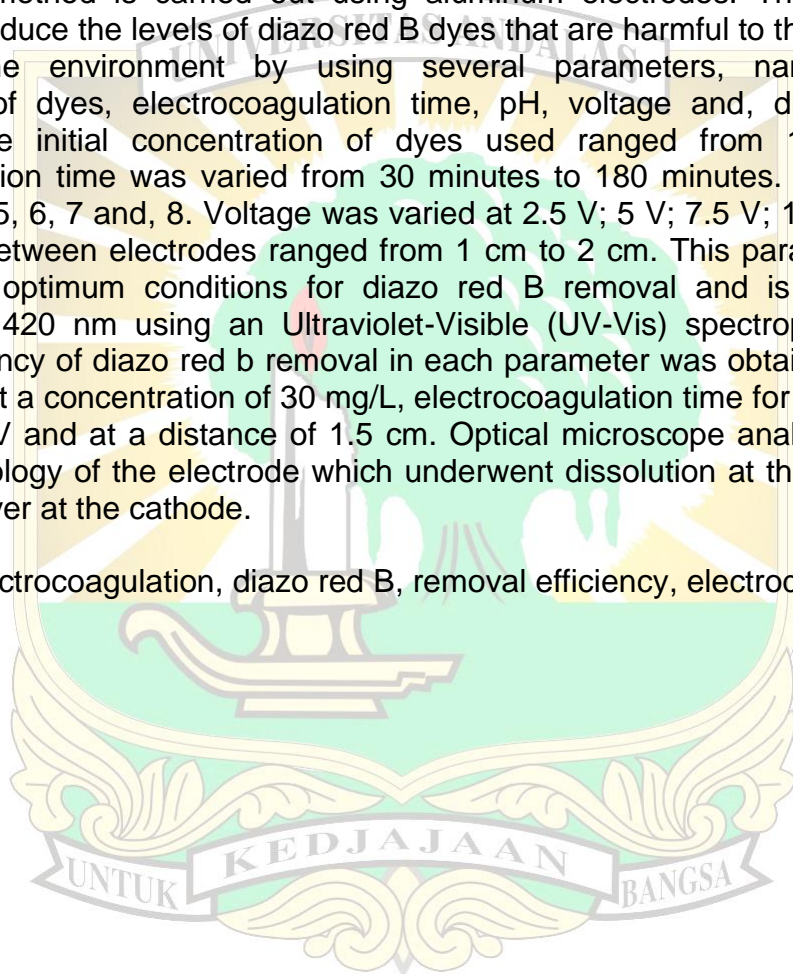 method is carried out using aluminum electrodes.
duce the levels of diazo red B dyes that are harmful to th
ne environment by using several parameters, nar
of dyes, electrocoagulation time, pH, voltage and, d
e initial concentration of dyes used ranged from 1
ion time was varied from 30 minutes to 180 minutes.
5, 6, 7 and, 8. Voltage was varied at 2.5 V; 5 V; 7.5 V; 1
between electrodes ranged from 1 cm to 2 cm. This para
optimum conditions for diazo red B removal and is
420 nm using an Ultraviolet-Visible (UV-Vis) spectrop
ncy of diazo red b removal in each parameter was obtai
t a concentration of 30 mg/L, electrocoagulation time for
V and at a distance of 1.5 cm. Optical microscope anal
ology of the electrode which underwent dissolution at th
yer at the cathode.
ctrocoagulation, diazo red B, removal efficiency, electroc
UNIVERSITAS ANDALAS
UNTUK KEDJAJAAN BANGSA